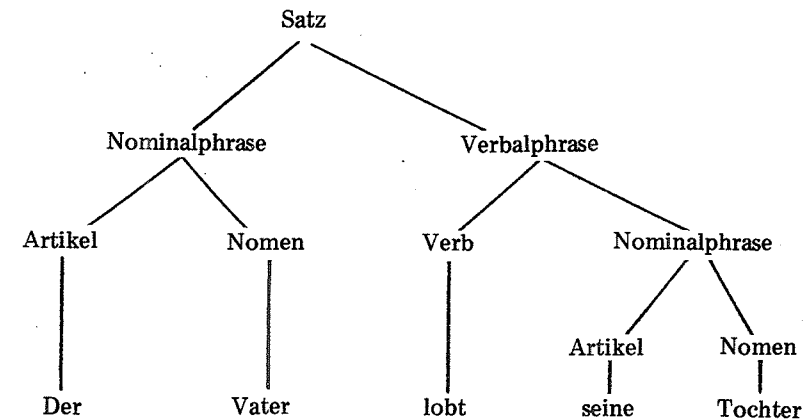 Satz
Nominalphrase Verbalphrase
Artikel Nomen Verb Nominalphrase
Artikel Nomen
Der Vater lobt seine Tochter